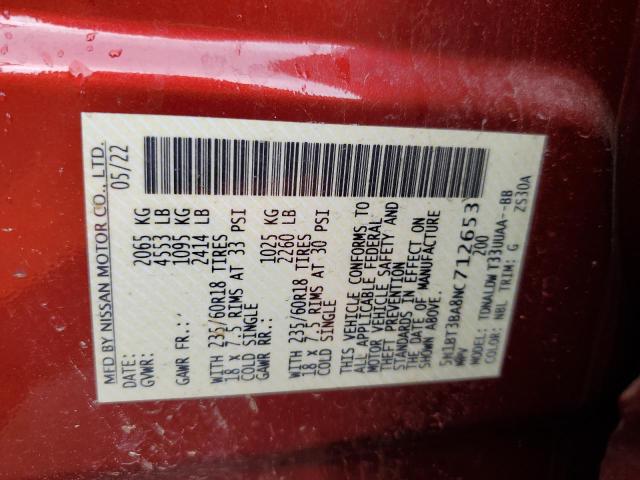 MFD BY NISSAN MOTOR CO., LTD.
DATE: 05/22
GVWR: 2065 KG
4553 LB
GAWR FR.: 1095 KG
2414 LB
WITH 235/60R18 TIRES
18 X 7.5 RIMS AT 33 PSI
COLD SINGLE
GAWR RR.: 1025 KG
2260 LB
WITH 235/60R18 TIRES
18 X 7.5 RIMS AT 30 PSI
COLD SINGLE
THIS VEHICLE CONFORMS TO
ALL APPLICABLE FEDERAL
MOTOR VEHICLE SAFETY AND
THEFT PREVENTION
STANDARDS IN EFFECT ON
THE DATE OF MANUFACTURE
SHOWN ABOVE.
5N1BT3BA8NC712653
MPV 200
MODEL: TDNALDWT33UUAA--BB
COLOR: NBL TRIM: G ZS30A